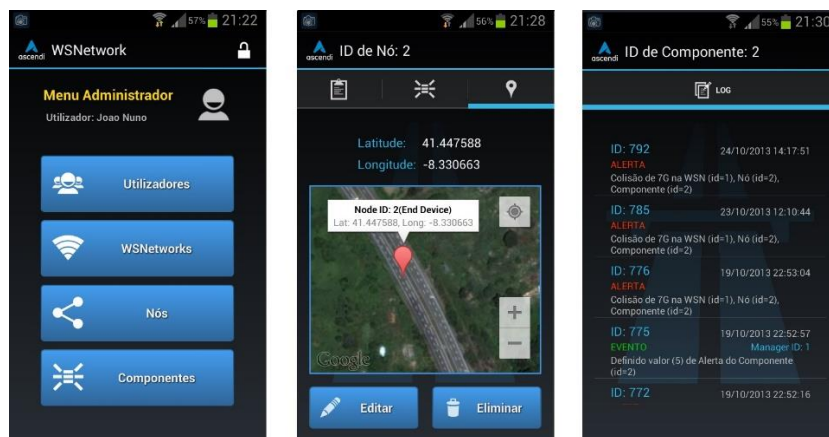 57% 21:22
ascendi WSNetwork
Menu Administrador
Utilizador: Joao Nuno
Utilizadores
WSNetworks
Nós
Componentes
56% 21:28
ascendi ID de Nó: 2
Latitude: 41.447588
Longitude: -8.330663
Node ID: 2(End Device)
Lat: 41.447588, Long: -8.330663
+
−
Google
Editar
Eliminar
55% 21:30
ascendi ID de Componente: 2
LOG
ID: 792 24/10/2013 14:17:51
ALERTA
Colisão de 7G na WSN (id=1), Nó (id=2),
Componente (id=2)
ID: 785 23/10/2013 12:10:44
ALERTA
Colisão de 7G na WSN (id=1), Nó (id=2),
Componente (id=2)
ID: 776 19/10/2013 22:53:04
ALERTA
Colisão de 7G na WSN (id=1), Nó (id=2),
Componente (id=2)
ID: 775 19/10/2013 22:52:57
EVENTO Manager ID: 1
Definido valor (5) de Alerta do Componente
(id=2)
ID: 772 19/10/2013 22:52:16